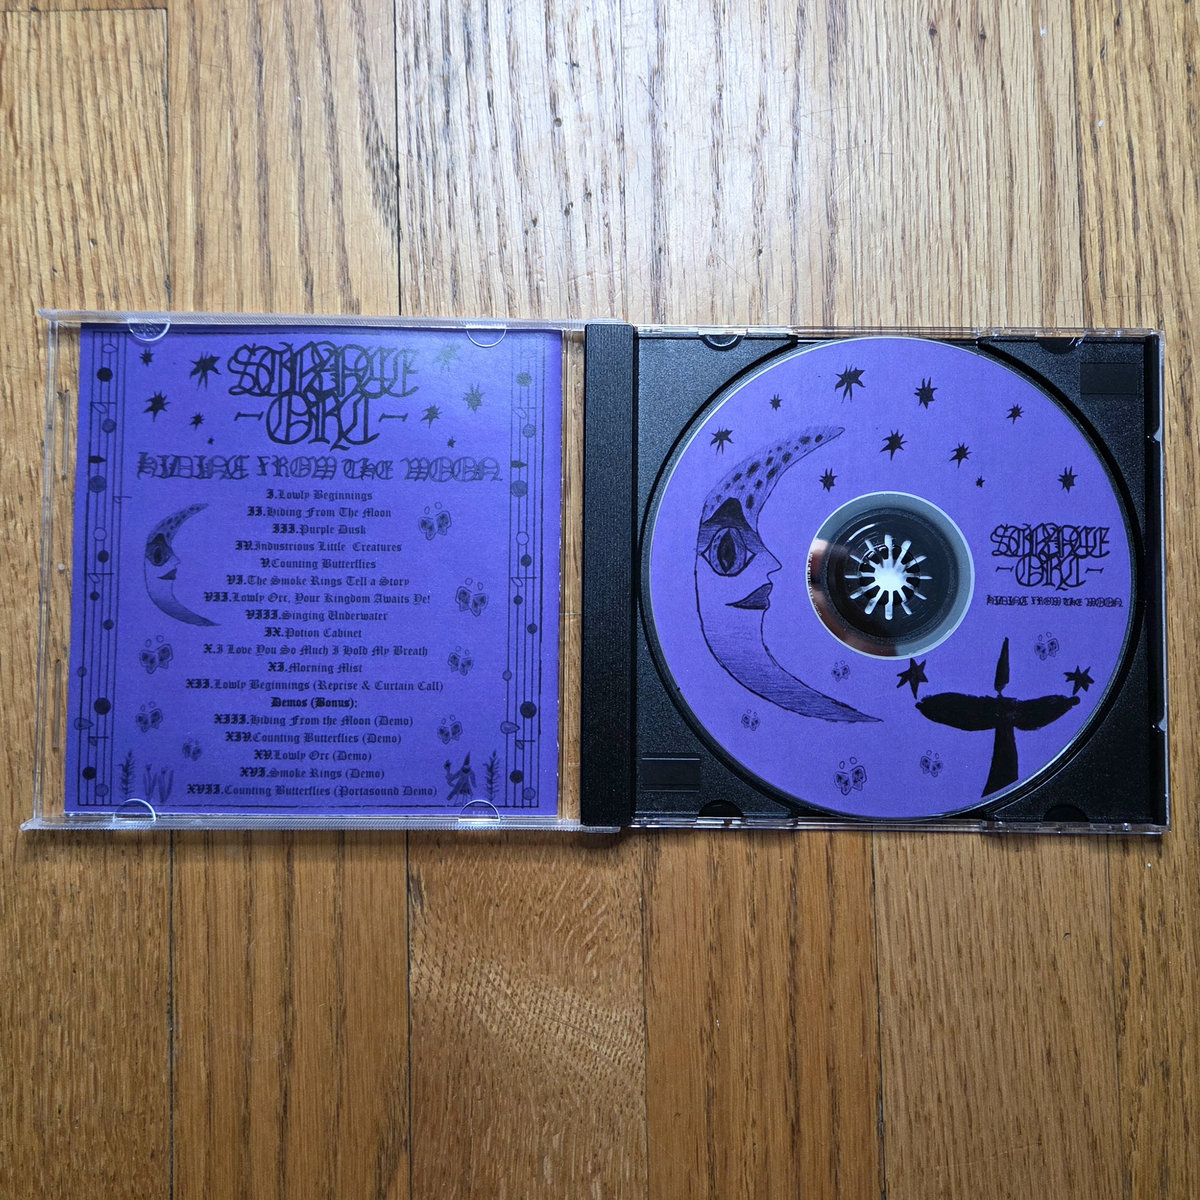 STRANGE
-ORC-
HIDING FROM THE MOON
I.Lowly Beginnings
II.Hiding From The Moon
III.Purple Dusk
IV.Industrious Little Creatures
V.Counting Butterflies
VI.The Smoke Rings Tell a Story
VII.Lowly Orc, Your Kingdom Awaits Ye!
VIII.Singing Underwater
IX.Potion Cabinet
X.I Love You So Much I Hold My Breath
XI.Morning Mist
XII.Lowly Beginnings (Reprise & Curtain Call)
Demos (Bonus):
XIII.Hiding From the Moon (Demo)
XIV.Counting Butterflies (Demo)
XV.Lowly Orc (Demo)
XVI.Smoke Rings (Demo)
XVII.Counting Butterflies (Portasound Demo)
STRANGE
-ORC-
HIDING FROM THE MOON